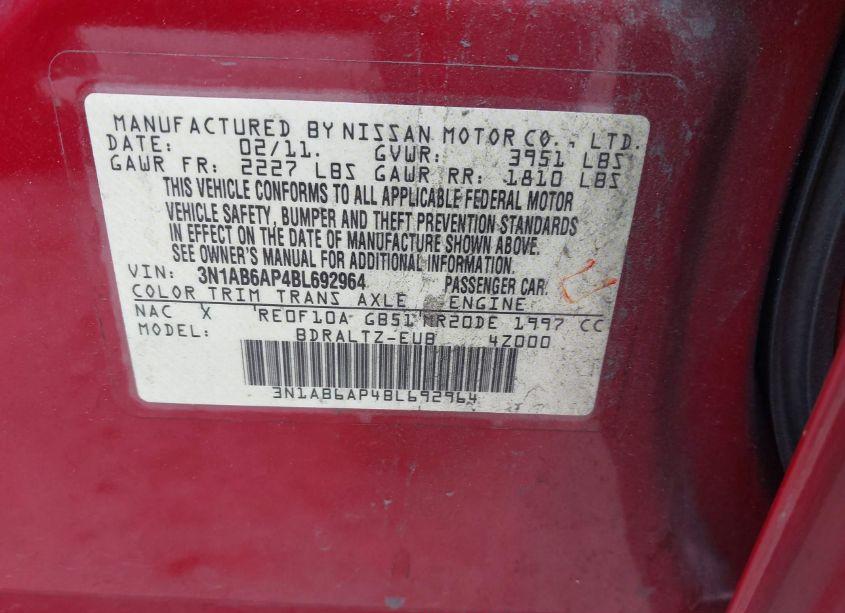 MANUFACTURED BY NISSAN MOTOR CO., LTD.
DATE: 02/11. GVWR: 3951 LBS
GAWR FR: 2227 LBS GAWR RR: 1810 LBS
THIS VEHICLE CONFORMS TO ALL APPLICABLE FEDERAL MOTOR
VEHICLE SAFETY, BUMPER AND THEFT PREVENTION STANDARDS
IN EFFECT ON THE DATE OF MANUFACTURE SHOWN ABOVE.
SEE OWNER'S MANUAL FOR ADDITIONAL INFORMATION
VIN: 3N1AB6AP4BL692964 PASSENGER CAR
COLOR TRIM TRANS AXLE ENGINE
NAC X RE0F10A GB51 MR20DE 1997 CC
MODEL: BDRALTZ-EUB 4Z000
3N1AB6AP4BL692964